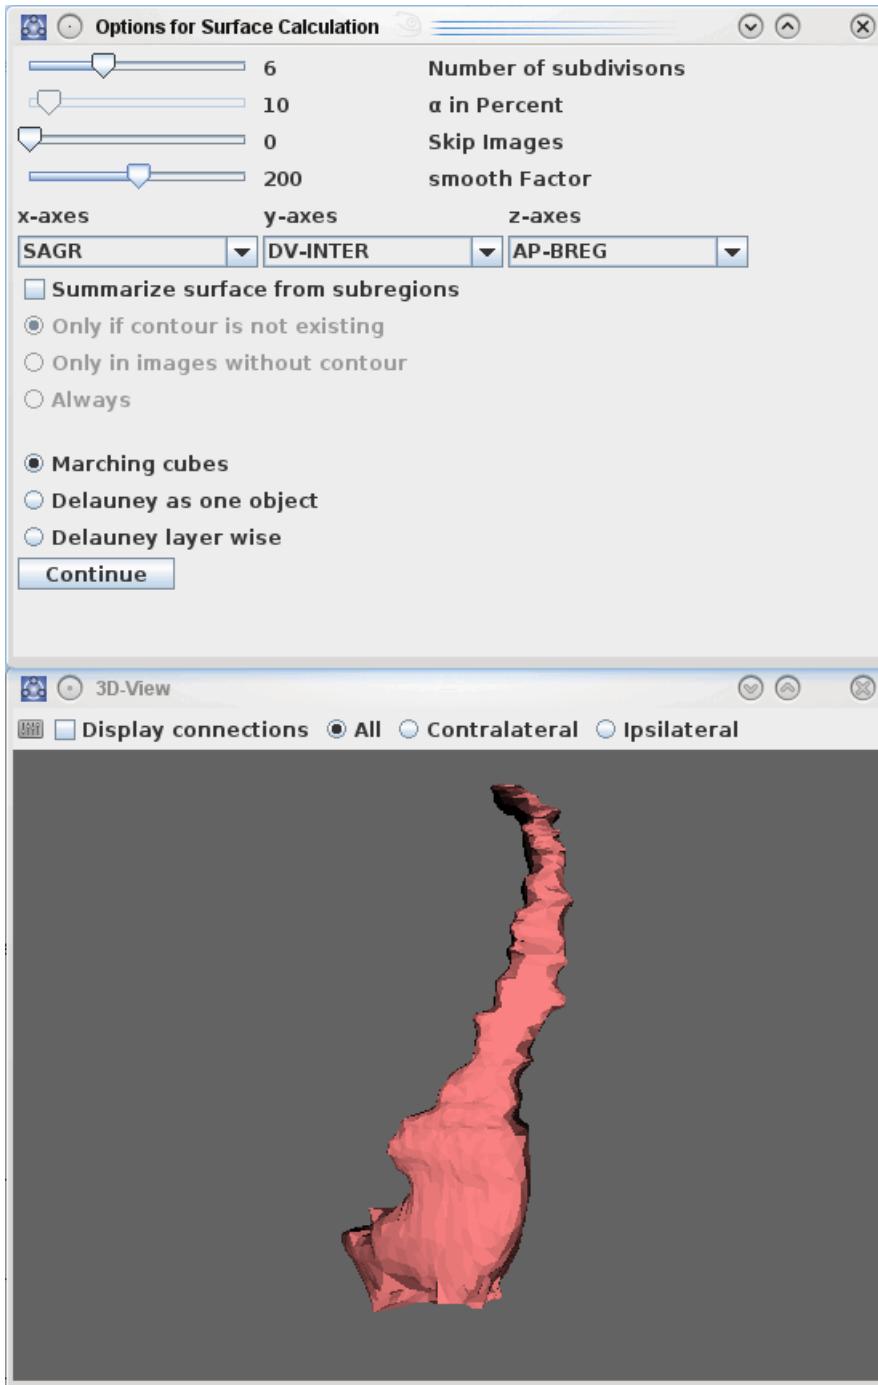 Options for Surface Calculation
6 Number of subdivisons
10 α in Percent
0 Skip Images
200 smooth Factor
x-axes y-axes z-axes
SAGR DV-INTER AP-BREG
Summarize surface from subregions
Only if contour is not existing
Only in images without contour
Always
Marching cubes
Delauney as one object
Delauney layer wise
Continue
3D-View
Display connections All Contralateral Ipsilateral